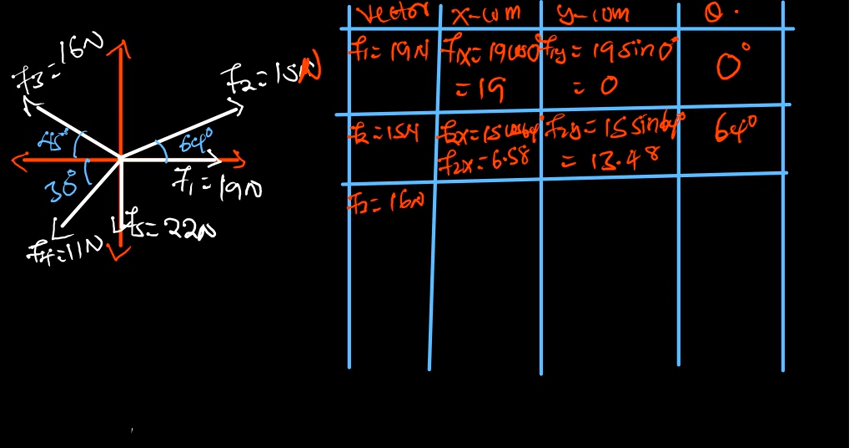 F3=16N
F2=15N
45°
64°
30°
F1=19N
F4=11N
F5=22N
Vector x-com y-com θ.
F1=19N F1x=19cos0° F1y=19sin0° 0°
=19 =0
F2=15N F2x=15cos64° F2y=15sin64° 64°
F2x=6.58 =13.48
F3=16N